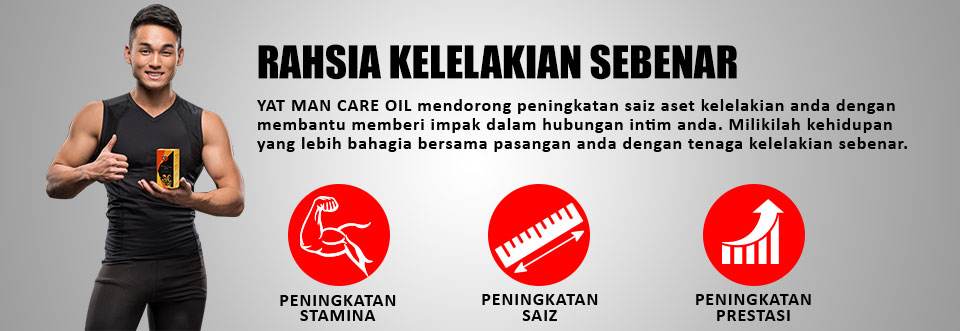 RAHSIA KELELAKIAN SEBENAR
YAT MAN CARE OIL mendorong peningkatan saiz aset kelelakian anda dengan
membantu memberi impak dalam hubungan intim anda. Milikilah kehidupan
yang lebih bahagia bersama pasangan anda dengan tenaga kelelakian sebenar.
PENINGKATAN
STAMINA
PENINGKATAN
SAIZ
PENINGKATAN
PRESTASI